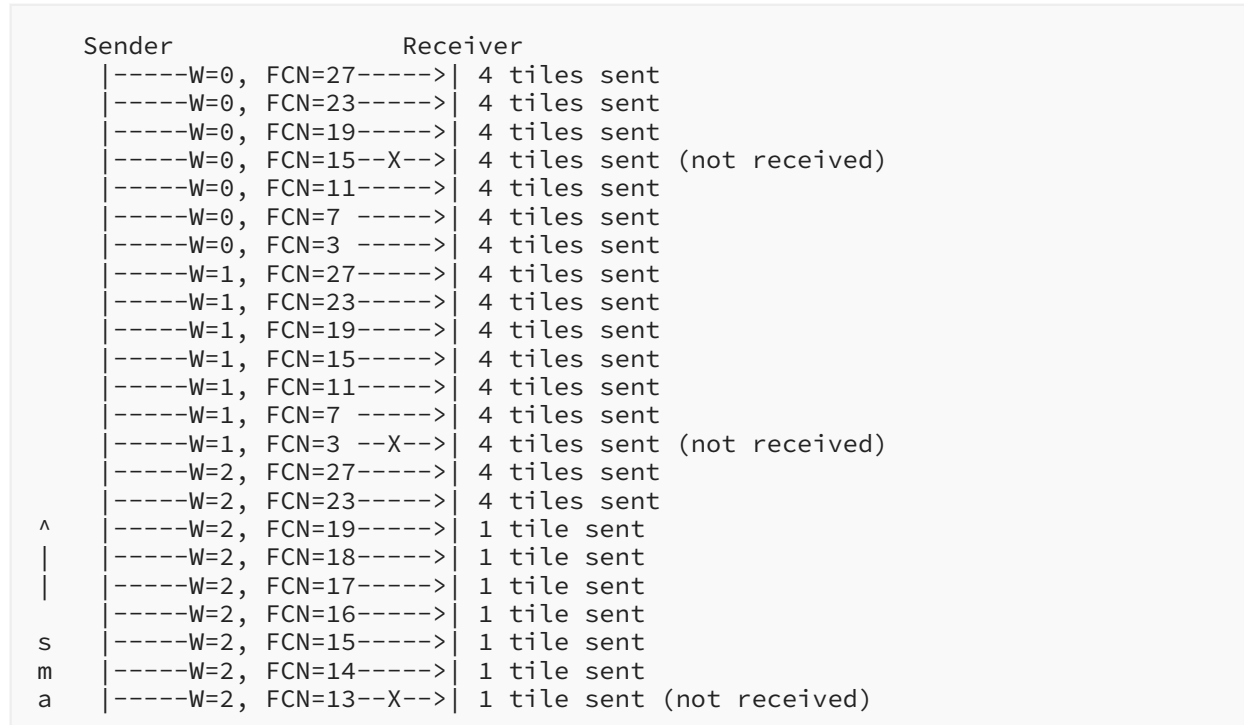 Sender                    Receiver
      |-----W=0, FCN=27----->| 4 tiles sent
      |-----W=0, FCN=23----->| 4 tiles sent
      |-----W=0, FCN=19----->| 4 tiles sent
      |-----W=0, FCN=15--X-->| 4 tiles sent (not received)
      |-----W=0, FCN=11----->| 4 tiles sent
      |-----W=0, FCN=7 ----->| 4 tiles sent
      |-----W=0, FCN=3 ----->| 4 tiles sent
      |-----W=1, FCN=27----->| 4 tiles sent
      |-----W=1, FCN=23----->| 4 tiles sent
      |-----W=1, FCN=19----->| 4 tiles sent
      |-----W=1, FCN=15----->| 4 tiles sent
      |-----W=1, FCN=11----->| 4 tiles sent
      |-----W=1, FCN=7 ----->| 4 tiles sent
      |-----W=1, FCN=3 --X-->| 4 tiles sent (not received)
      |-----W=2, FCN=27----->| 4 tiles sent
      |-----W=2, FCN=23----->| 4 tiles sent
^     |-----W=2, FCN=19----->| 1 tile sent
|     |-----W=2, FCN=18----->| 1 tile sent
|     |-----W=2, FCN=17----->| 1 tile sent
      |-----W=2, FCN=16----->| 1 tile sent
s     |-----W=2, FCN=15----->| 1 tile sent
m     |-----W=2, FCN=14----->| 1 tile sent
a     |-----W=2, FCN=13--X-->| 1 tile sent (not received)